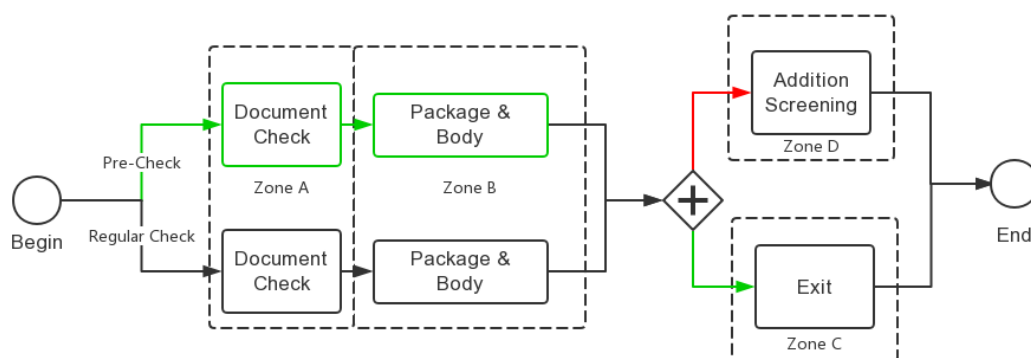 Begin
Pre-Check
Regular Check
Document
Check
Zone A
Document
Check
Package &
Body
Zone B
Package &
Body
Addition
Screening
Zone D
Exit
Zone C
End